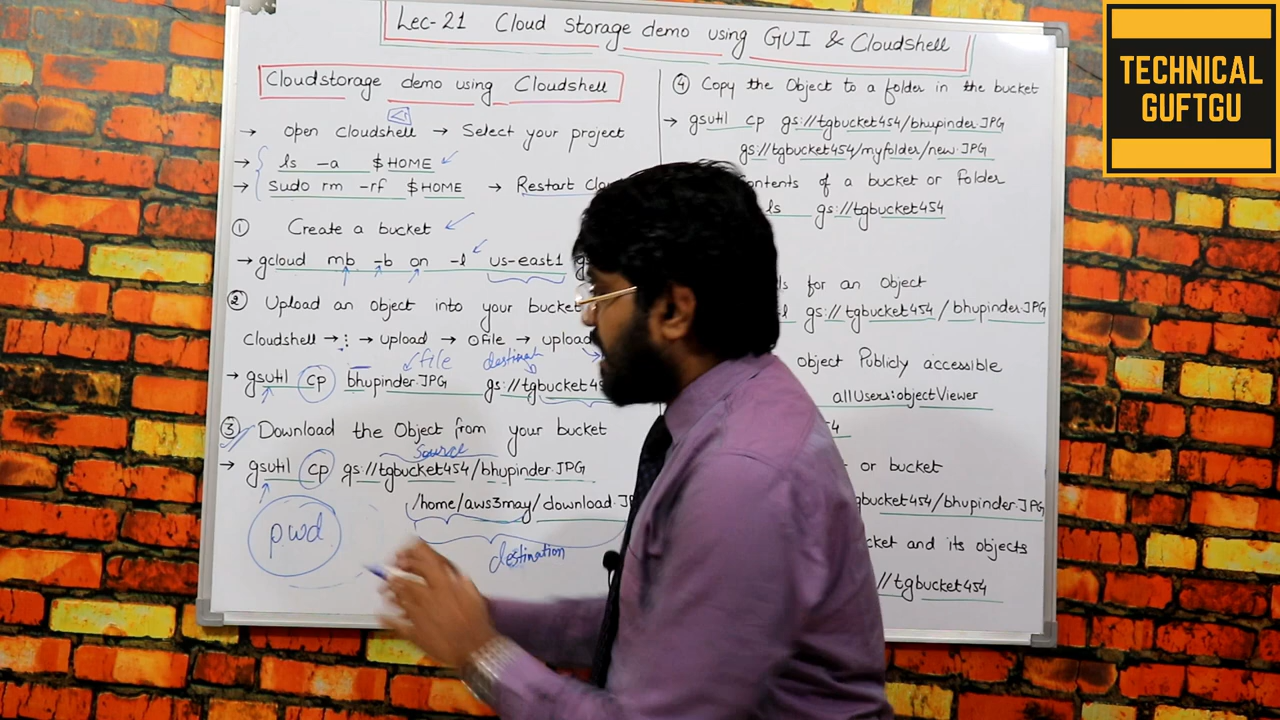 Lec-21 Cloud Storage demo using GUI & Cloudshell
Cloudstorage demo using Cloudshell
→ Open Cloudshell → Select your project
→ ls -a $HOME
→ sudo rm -rf $HOME → Restart
① Create a bucket
→ gcloud mb -b on -l us-east1
② Upload an object into your bucket
Cloudshell → ⋮ → upload → O File → upload
file destinat
→ gsutil cp bhupinder.JPG gs://tgbucket45
③ Download the Object from your bucket
Source
→ gsutil cp gs://tgbucket454/bhupinder.JPG
/home/aws3may/download.JP
pwd
destination
④ Copy the Object to a folder in the bucket
→ gsutil cp gs://tgbucket454/bhupinder.JPG
gs://tgbucket454/myfolder/new.JPG
ontents of a bucket or Folder
ls gs://tgbucket454
ls for an Object
l gs://tgbucket454/bhupinder.JPG
object Publicly accessible
allUsers:objectViewer
4
or bucket
gbucket454/bhupinder.JPG
cket and its objects
//tgbucket454
TECHNICAL
GUFTGU